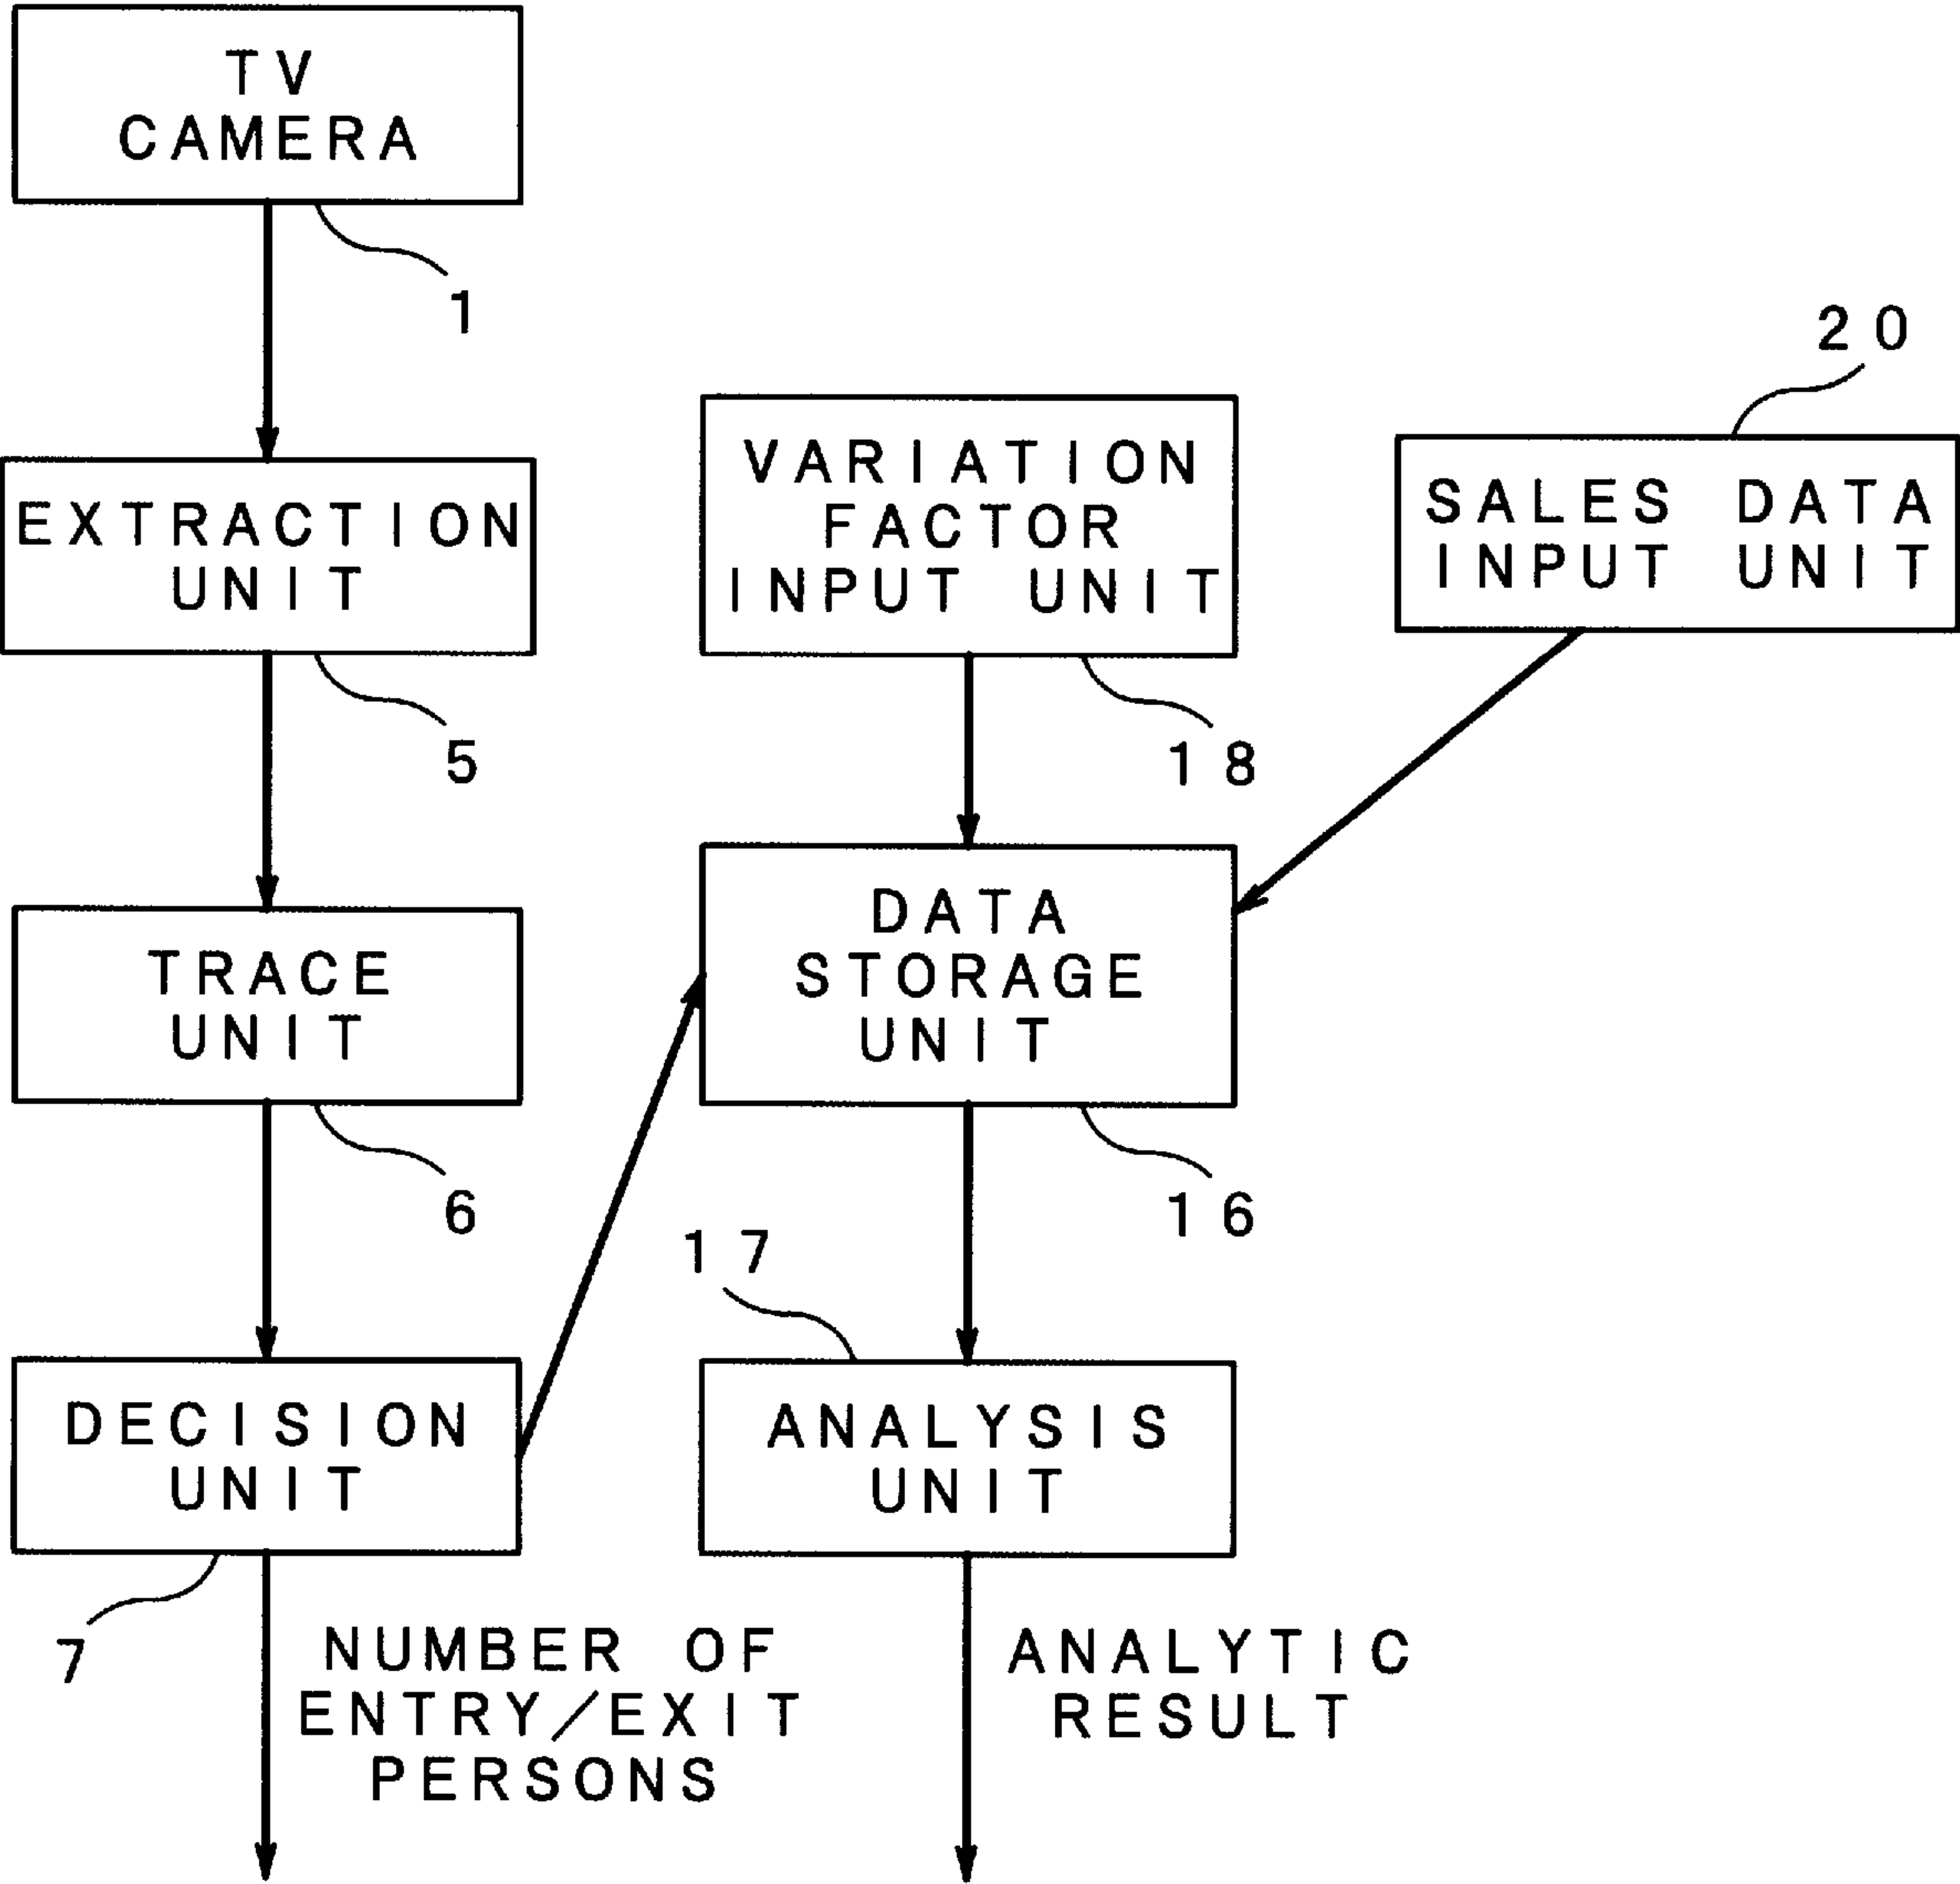 TV
CAMERA
1
EXTRACTION
UNIT
5
TRACE
UNIT
6
DECISION
UNIT
7
NUMBER OF
ENTRY/EXIT
PERSONS
VARIATION
FACTOR
INPUT UNIT
18
20
SALES DATA
INPUT UNIT
DATA
STORAGE
UNIT
16
17
ANALYSIS
UNIT
ANALYTIC
RESULT